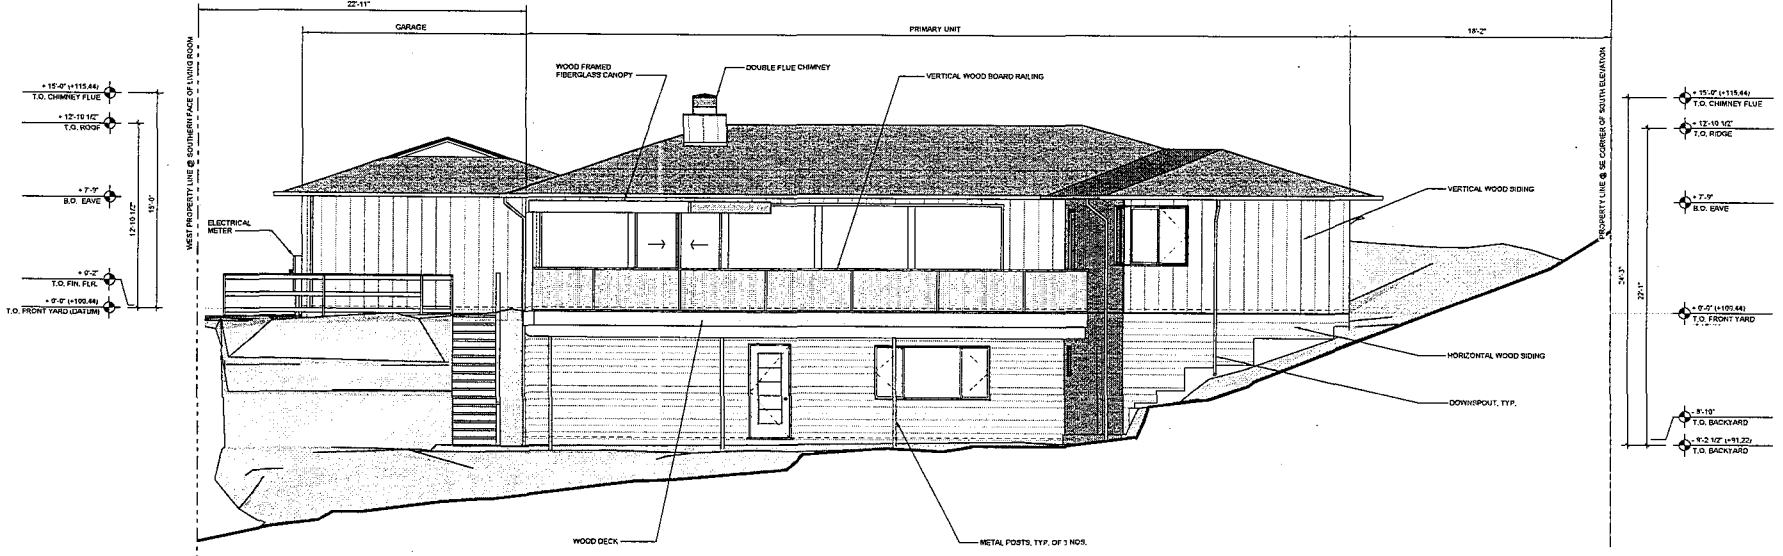 22'-11"
GARAGE
PRIMARY UNIT
18'-2"
WEST PROPERTY LINE @ SOUTHERN FACE OF LIVING ROOM
PROPERTY LINE @ SE CORNER OF SOUTH ELEVATION
WOOD FRAMED
FIBERGLASS CANOPY
DOUBLE FLUE CHIMNEY
VERTICAL WOOD BOARD RAILING
+ 15'-0" (+115.44)
T.O. CHIMNEY FLUE
+ 12'-10 1/2"
T.O. ROOF
+ 7'-9"
B.O. EAVE
+ 0'-2"
T.O. FIN. FLR.
+ 0'-0" (+100.44)
T.O. FRONT YARD (DATUM)
12'-10 1/2"
15'-0"
ELECTRICAL
METER
VERTICAL WOOD SIDING
HORIZONTAL WOOD SIDING
DOWNSPOUT, TYP.
WOOD DECK
METAL POSTS, TYP. OF 3 NOS.
24'-3"
22'-1"
+ 15'-0" (+115.44)
T.O. CHIMNEY FLUE
+ 12'-10 1/2"
T.O. RIDGE
+ 7'-9"
B.O. EAVE
+ 0'-0" (+100.44)
T.O. FRONT YARD
- 8'-10"
T.O. BACKYARD
- 9'-2 1/2" (+91.22)
T.O. BACKYARD